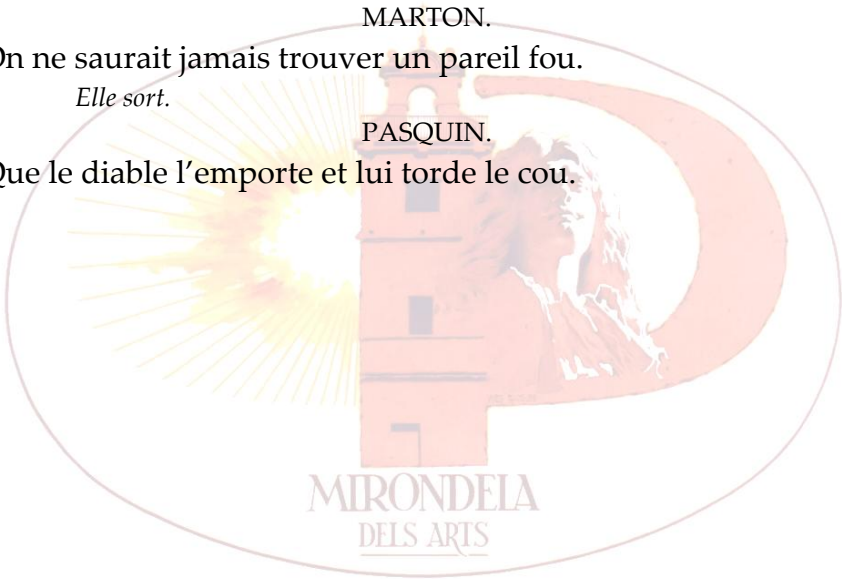 MARTON.
On ne saurait jamais trouver un pareil fou.
Elle sort.
PASQUIN.
Que le diable l’emporte et lui torde le cou.
MIRONDELA
DELS ARTS